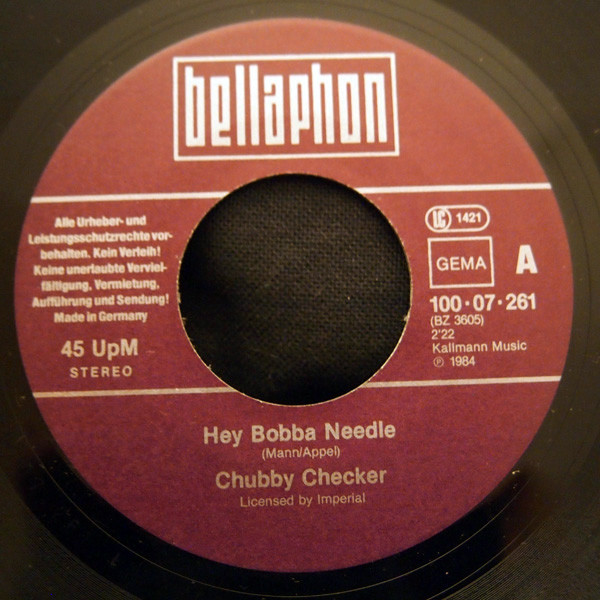 bellaphon
Alle Urheber- und
Leistungsschutzrechte vor-
behalten. Kein Verleih!
Keine unerlaubte Verviel-
fältigung, Vermietung,
Aufführung und Sendung!
Made in Germany
45 UpM
STEREO
LC 1421
GEMA A
100·07·261
(BZ 3605)
2'22
Kallmann Music
℗ 1984
Hey Bobba Needle
(Mann/Appel)
Chubby Checker
Licensed by Imperial